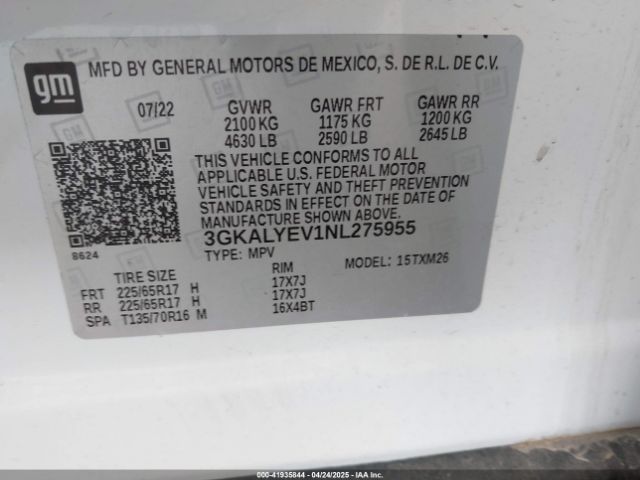 gm
MFD BY GENERAL MOTORS DE MEXICO, S. DE R.L. DE C.V.
07/22 GVWR GAWR FRT GAWR RR
2100 KG 1175 KG 1200 KG
4630 LB 2590 LB 2645 LB
THIS VEHICLE CONFORMS TO ALL
APPLICABLE U.S. FEDERAL MOTOR
VEHICLE SAFETY AND THEFT PREVENTION
STANDARDS IN EFFECT ON THE DATE OF
MANUFACTURE SHOWN ABOVE.
3GKALYEV1NL275955
8624
TYPE: MPV MODEL: 15TXM26
TIRE SIZE RIM
FRT 225/65R17 H 17X7J
RR 225/65R17 H 17X7J
SPA T135/70R16 M 16X4BT
000-41935844 - 04/24/2025 - IAA Inc.